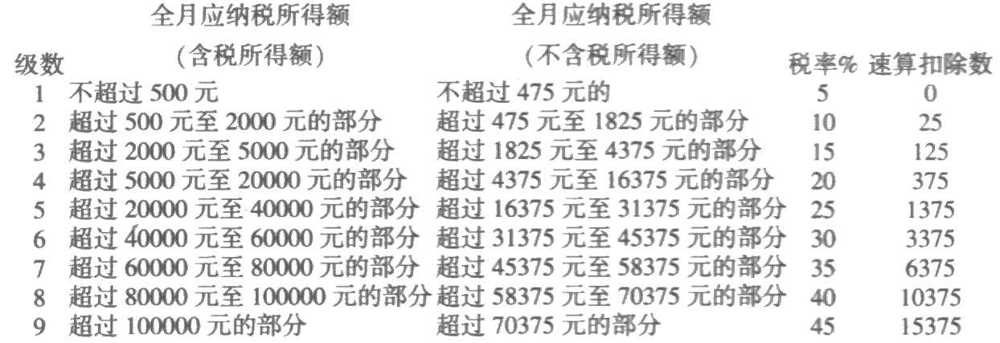 全月应纳税所得额 全月应纳税所得额
级数 (含税所得额) (不含税所得额) 税率% 速算扣除数
1 不超过 500 元 不超过 475 元的 5 0
2 超过 500 元至 2000 元的部分 超过 475 元至 1825 元的部分 10 25
3 超过 2000 元至 5000 元的部分 超过 1825 元至 4375 元的部分 15 125
4 超过 5000 元至 20000 元的部分 超过 4375 元至 16375 元的部分 20 375
5 超过 20000 元至 40000 元的部分 超过 16375 元至 31375 元的部分 25 1375
6 超过 40000 元至 60000 元的部分 超过 31375 元至 45375 元的部分 30 3375
7 超过 60000 元至 80000 元的部分 超过 45375 元至 58375 元的部分 35 6375
8 超过 80000 元至 100000 元的部分 超过 58375 元至 70375 元的部分 40 10375
9 超过 100000 元的部分 超过 70375 元的部分 45 15375